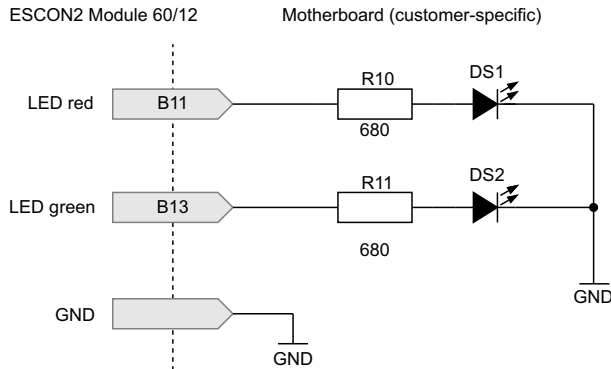 ESCON2 Module 60/12
Motherboard (customer-specific)
R10
DS1
LED red
B11
680
R11
DS2
LED green
B13
680
GND
GND
GND